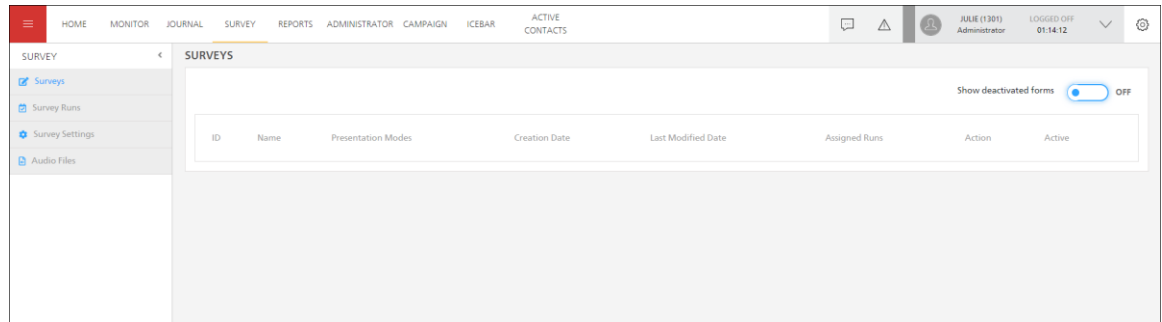 HOME MONITOR JOURNAL SURVEY REPORTS ADMINISTRATOR CAMPAIGN ICEBAR ACTIVE CONTACTS JULIE (1301) Administrator LOGGED OFF 01:14:12
SURVEY
SURVEYS
Surveys
Survey Runs
Survey Settings
Audio Files
Show deactivated forms OFF
ID Name Presentation Modes Creation Date Last Modified Date Assigned Runs Action Active